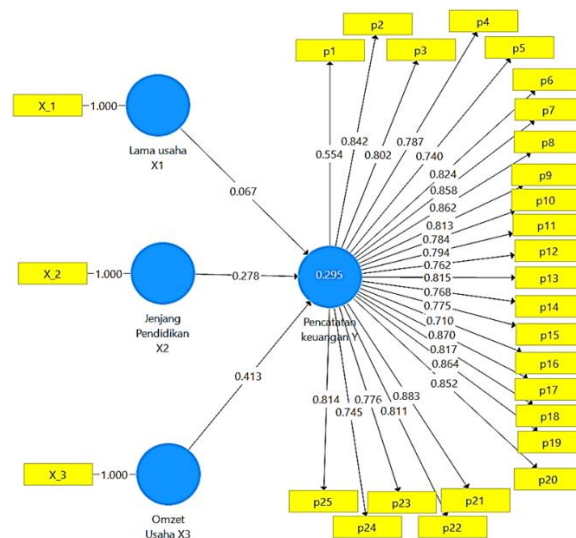 p1
p2
p3
p4
p5
p6
p7
p8
p9
p10
p11
p12
p13
p14
p15
p16
p17
p18
p19
p20
p21
p22
p23
p24
p25
X_1
1.000
Lama usaha
X1
0.067
X_2
1.000
Jenjang
Pendidikan
X2
0.278
X_3
1.000
Omzet
Usaha X3
0.413
0.295
Pencatatan
keuangan Y
0.554
0.842
0.802
0.787
0.740
0.824
0.858
0.862
0.813
0.784
0.794
0.762
0.815
0.768
0.775
0.710
0.870
0.817
0.864
0.852
0.883
0.811
0.776
0.745
0.814